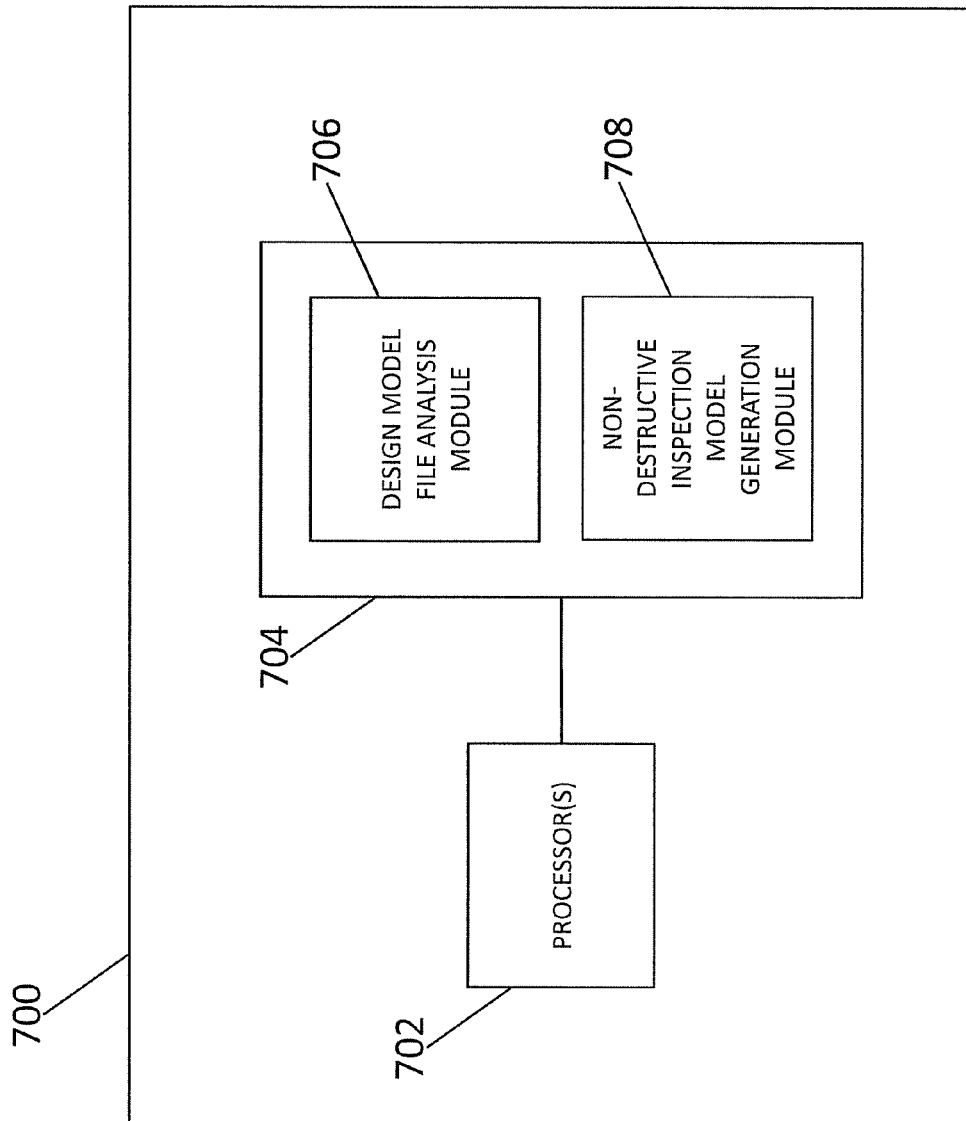 700
702
PROCESSOR(S)
704
706
DESIGN MODEL
FILE ANALYSIS
MODULE
708
NON-
DESTRUCTIVE
INSPECTION
MODEL
GENERATION
MODULE